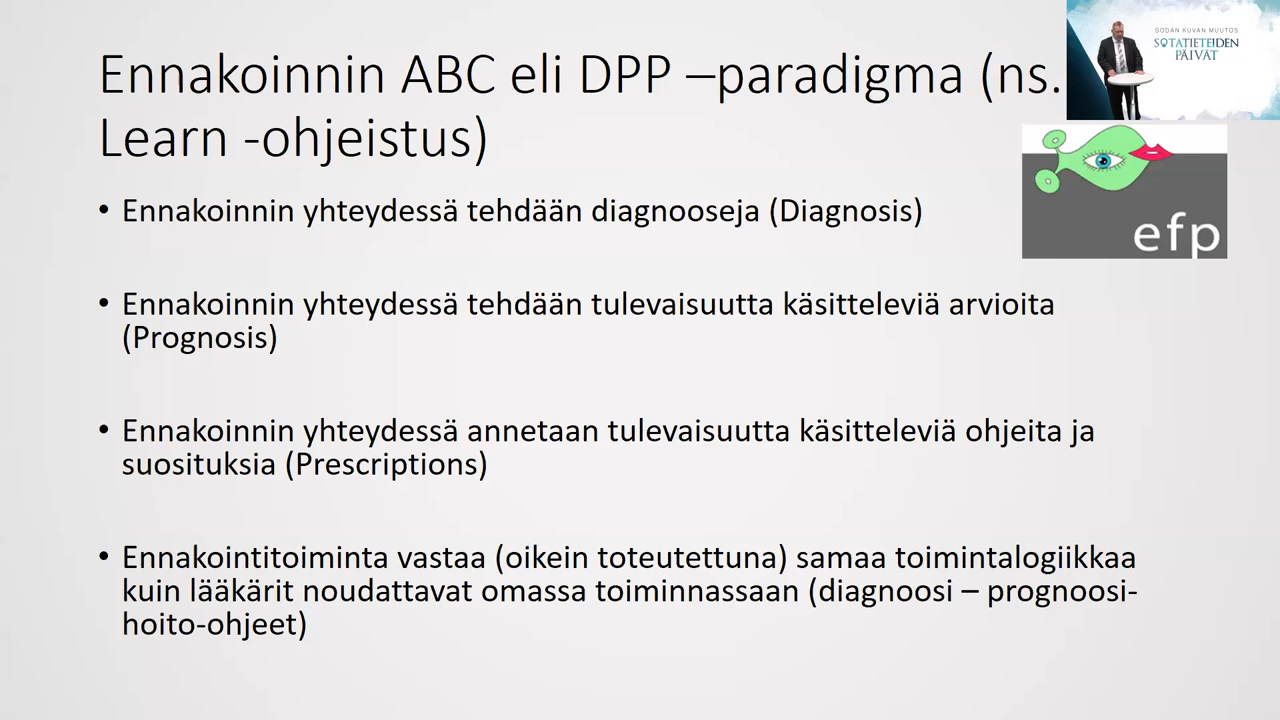 Ennakoinnin ABC eli DPP –paradigma (ns.
Learn -ohjeistus)
SODAN KUVAN MUUTOS
SOTATIETEIDEN
PÄIVÄT
efp
• Ennakoinnin yhteydessä tehdään diagnooseja (Diagnosis)
• Ennakoinnin yhteydessä tehdään tulevaisuutta käsitteleviä arvioita
(Prognosis)
• Ennakoinnin yhteydessä annetaan tulevaisuutta käsitteleviä ohjeita ja
suosituksia (Prescriptions)
• Ennakointitoiminta vastaa (oikein toteutettuna) samaa toimintalogiikkaa
kuin lääkärit noudattavat omassa toiminnassaan (diagnoosi – prognoosi-
hoito-ohjeet)